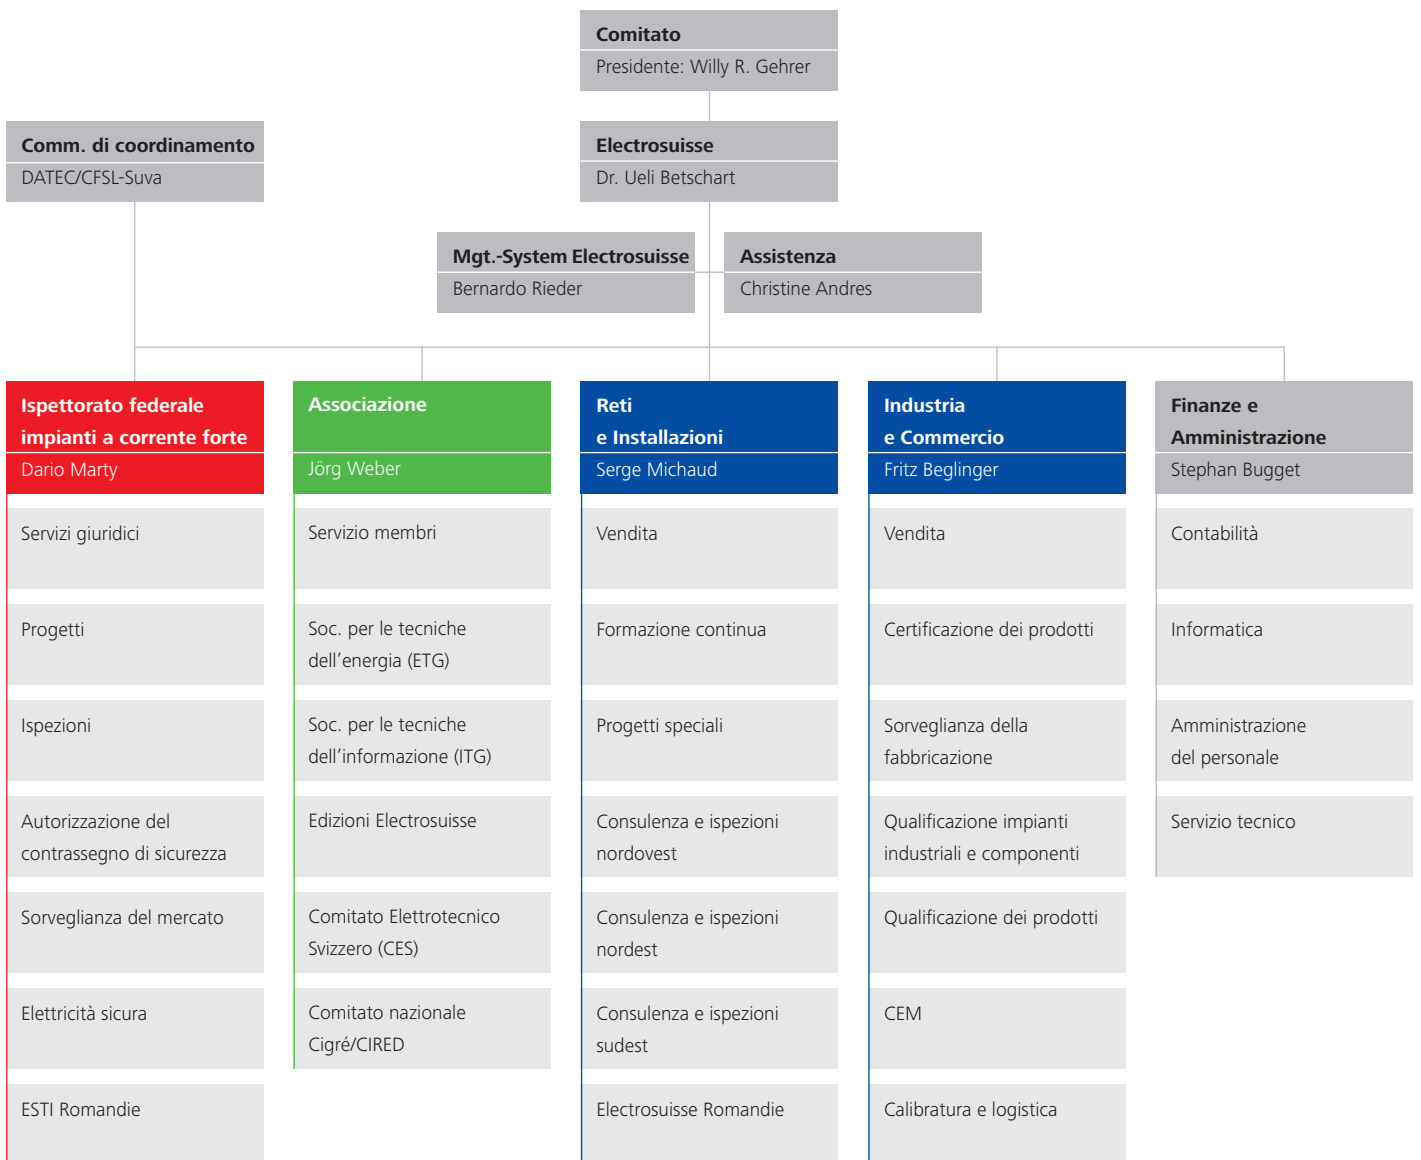 Comitato
Presidente: Willy R. Gehrer
Comm. di coordinamento
DATEC/CFSL-Suva
Electrosuisse
Dr. Ueli Betschart
Mgt.-System Electrosuisse
Bernardo Rieder
Assistenza
Christine Andres
Ispettorato federale
impianti a corrente forte
Dario Marty
Servizi giuridici
Progetti
Ispezioni
Autorizzazione del
contrassegno di sicurezza
Sorveglianza del mercato
Elettricità sicura
ESTI Romandie
Associazione
Jörg Weber
Servizio membri
Soc. per le tecniche
dell’energia (ETG)
Soc. per le tecniche
dell’informazione (ITG)
Edizioni Electrosuisse
Comitato Elettrotecnico
Svizzero (CES)
Comitato nazionale
Cigré/CIRED
Reti
e Installazioni
Serge Michaud
Vendita
Formazione continua
Progetti speciali
Consulenza e ispezioni
nordovest
Consulenza e ispezioni
nordest
Consulenza e ispezioni
sudest
Electrosuisse Romandie
Industria
e Commercio
Fritz Beglinger
Vendita
Certificazione dei prodotti
Sorveglianza della
fabbricazione
Qualificazione impianti
industriali e componenti
Qualificazione dei prodotti
CEM
Calibratura e logistica
Finanze e
Amministrazione
Stephan Bugget
Contabilità
Informatica
Amministrazione
del personale
Servizio tecnico